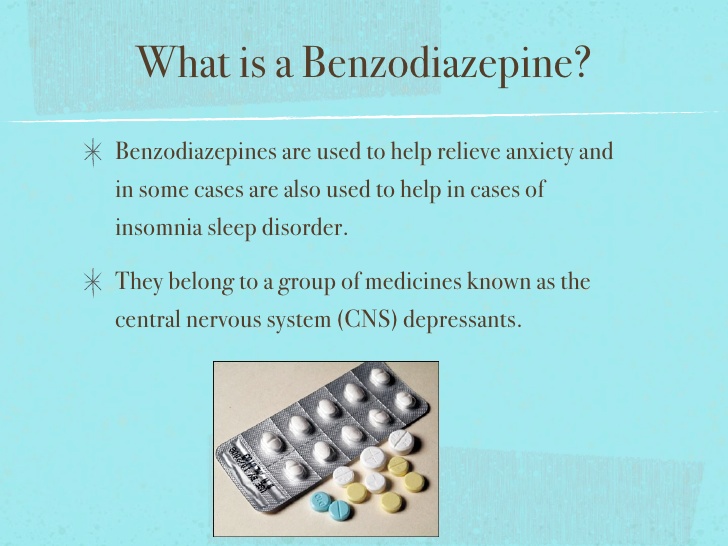 What is a Benzodiazepine?
Benzodiazepines are used to help relieve anxiety and
in some cases are also used to help in cases of
insomnia sleep disorder.
They belong to a group of medicines known as the
central nervous system (CNS) depressants.